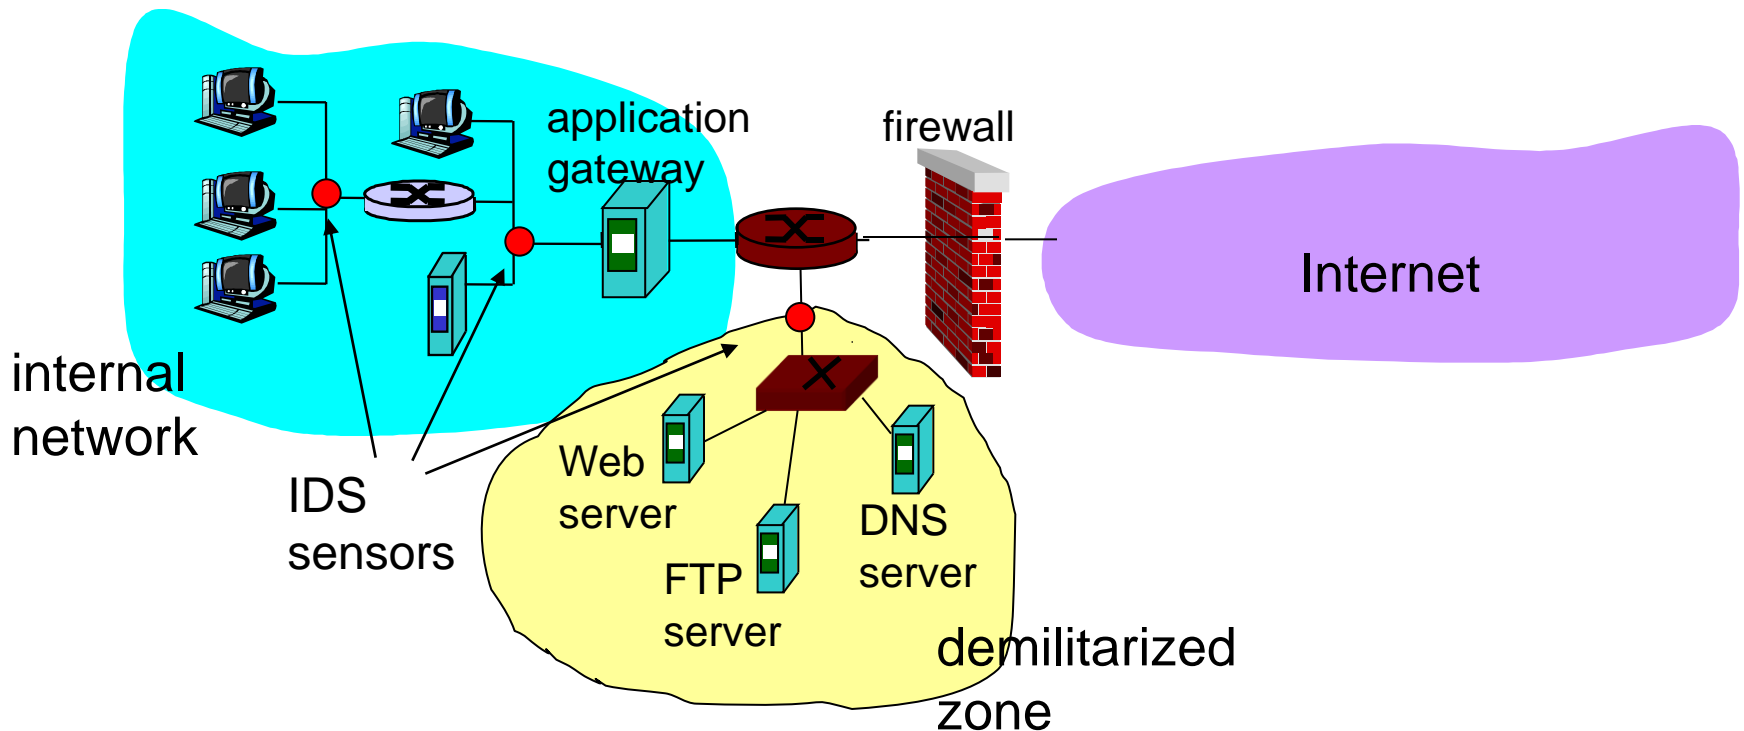 application
gateway
firewall
Internet
internal
network
IDS
sensors
Web
server
FTP
server
DNS
server
demilitarized
zone